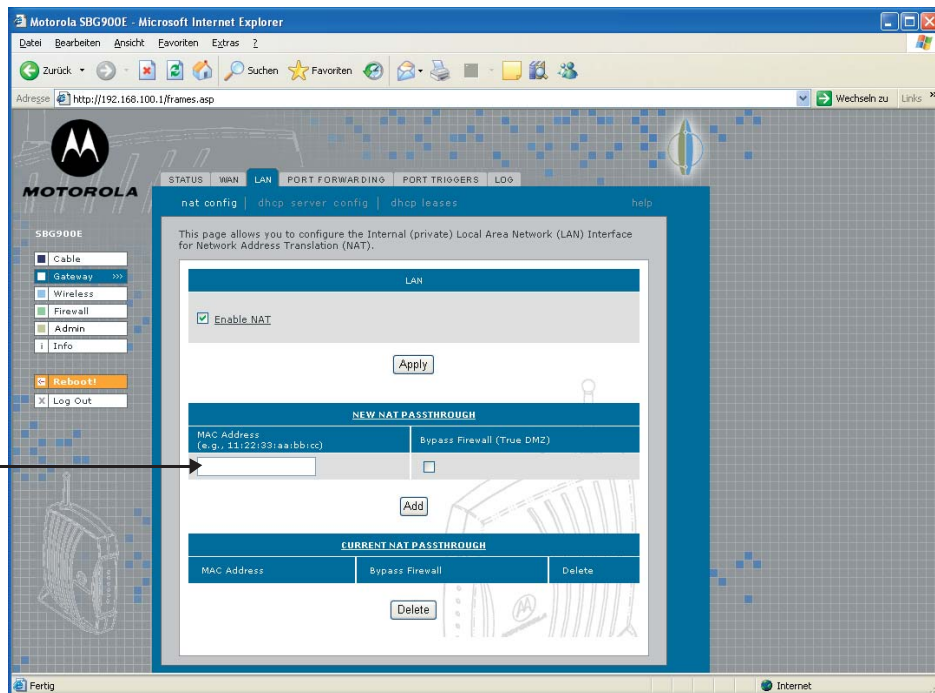 Motorola SBG900E - Microsoft Internet Explorer
Datei Bearbeiten Ansicht Favoriten Extras ?
Zurück Suchen Favoriten
Adresse http://192.168.100.1/frames.asp Wechseln zu Links »
MOTOROLA
STATUS WAN LAN PORT FORWARDING PORT TRIGGERS LOG
nat config | dhcp server config | dhcp leases help
SBG900E
Cable
Gateway >>>
Wireless
Firewall
Admin
i Info
Reboot!
X Log Out
This page allows you to configure the Internal (private) Local Area Network (LAN) Interface
for Network Address Translation (NAT).
LAN
Enable NAT
Apply
NEW NAT PASSTHROUGH
MAC Address
(e.g., 11:22:33:aa:bb:cc)
Bypass Firewall (True DMZ)
Add
CURRENT NAT PASSTHROUGH
MAC Address Bypass Firewall Delete
Delete
Fertig Internet